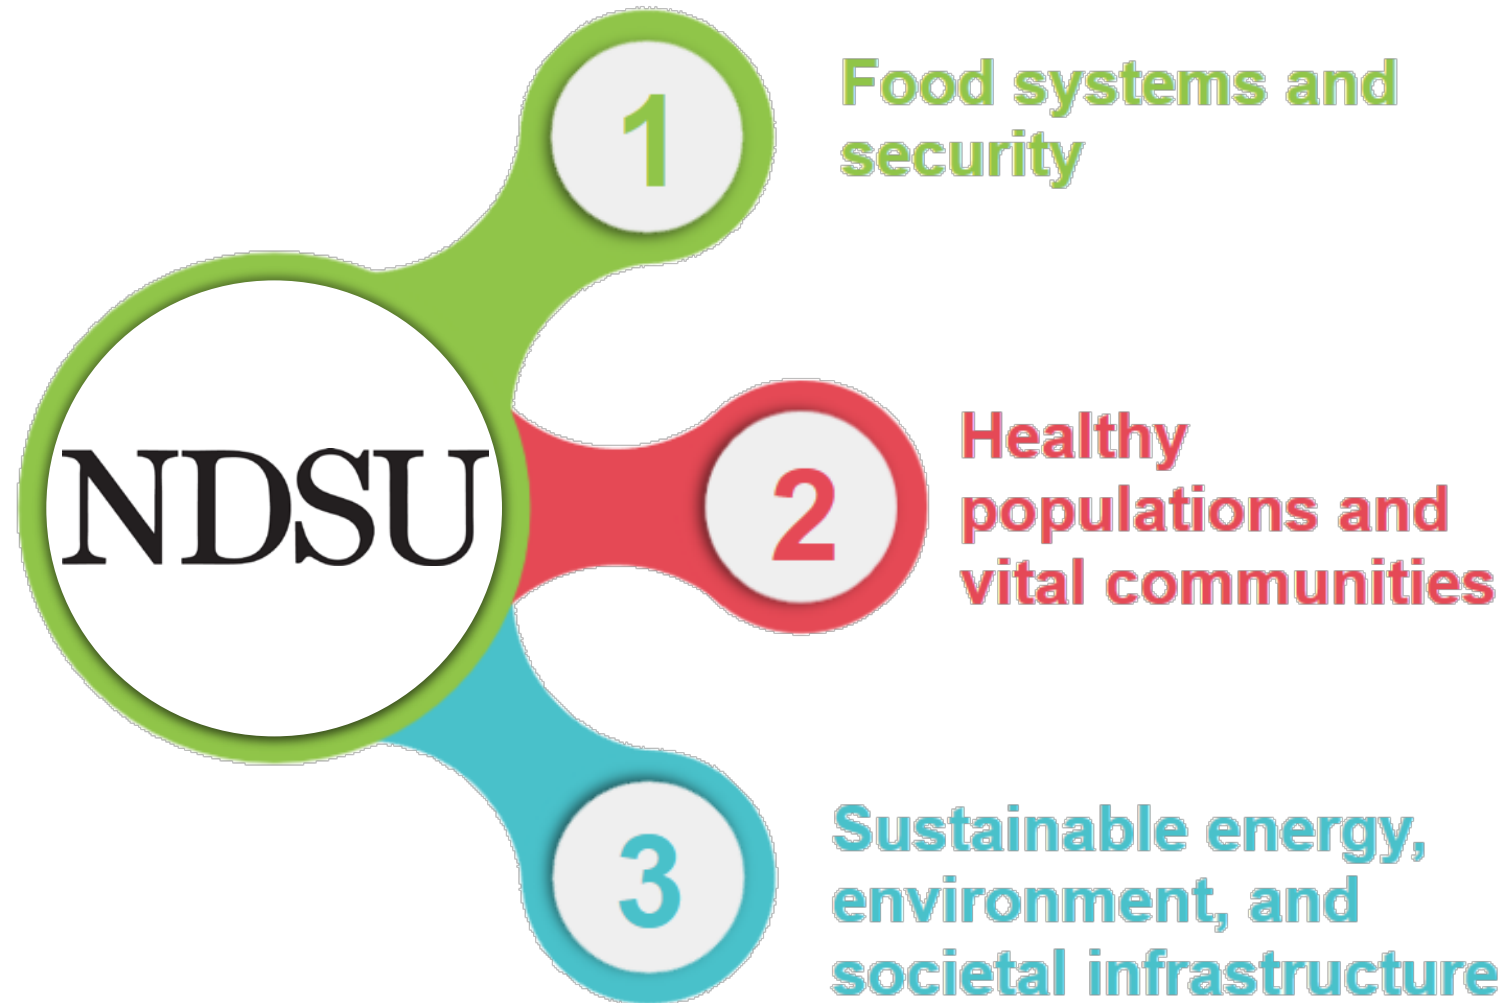 1
Food systems and
security
NDSU
2
Healthy
populations and
vital communities
3
Sustainable energy,
environment, and
societal infrastructure